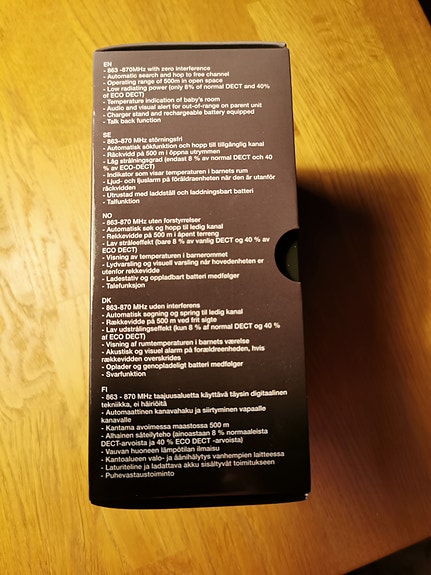 EN
- 863 -870MHz with zero interference
- Automatic search and hop to free channel
- Operating range of 500m in open space
- Low radiating power (only 8% of normal DECT and 40%
of ECO DECT)
- Temperature indication of baby's room
- Audio and visual alert for out-of-range on parent unit
- Charger stand and rechargeable battery equipped
- Talk back function
SE
- 863-870 MHz störningsfri
- Automatisk sökfunktion och hopp till tillgänglig kanal
- Räckvidd på 500 m i öppna utrymmen
- Låg strålningsgrad (endast 8 % av normal DECT och 40
% av ECO-DECT)
- Indikator som visar temperaturen i barnets rum
- Ljud- och ljuslarm på föräldraenheten när den är utanför
räckvidden
- Utrustad med laddställ och laddningsbart batteri
- Talfunktion
NO
- 863-870 MHz uten forstyrrelser
- Automatisk søk og hopp til ledig kanal
- Rekkevidde på 500 m i åpent terreng
- Lav stråleeffekt (bare 8 % av vanlig DECT og 40 % av
ECO DECT)
- Visning av temperaturen i barnerommet
- Lydvarsling og visuell varsling når hovedenheten er
utenfor rekkevidde
- Ladestativ og oppladbart batteri medfølger
- Talefunksjon
DK
- 863-870 MHz uden interferens
- Automatisk søgning og spring til ledig kanal
- Rækkevidde på 500 m ved frit sigte
- Lav udstrålingseffekt (kun 8 % af normal DECT og 40 %
af ECO DECT)
- Visning af rumtemperaturen i barnets værelse
- Akustisk og visuel alarm på forældreenheden, hvis
rækkevidden overskrides
- Oplader og genopladeligt batteri medfølger
- Svarfunktion
FI
- 863 - 870 MHz taajuusaluetta käyttävä täysin digitaalinen
tekniikka, ei häiriöitä
- Automaattinen kanavahaku ja siirtyminen vapaalle
kanavalle
- Kantama avoimessa maastossa 500 m
- Alhainen säteilyteho (ainoastaan 8 % normaaleista
DECT-arvoista ja 40 % ECO DECT -arvoista)
- Vauvan huoneen lämpötilan ilmaisu
- Kantoalueen valo- ja äänihälytys vanhempien laitteessa
- Laturiteline ja ladattava akku sisältyvät toimitukseen
- Puhevastaustoiminto